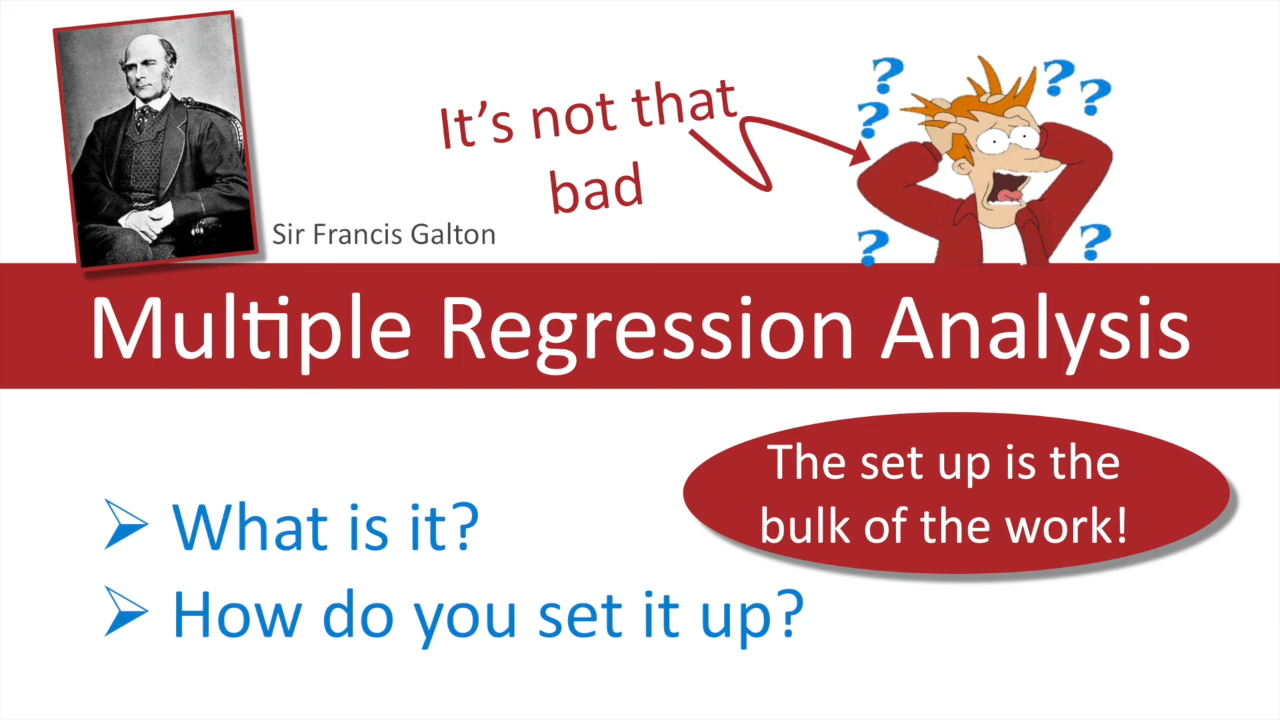 It’s not that
bad
Sir Francis Galton
Multiple Regression Analysis
The set up is the
bulk of the work!
What is it?
How do you set it up?
? ? ? ? ? ?